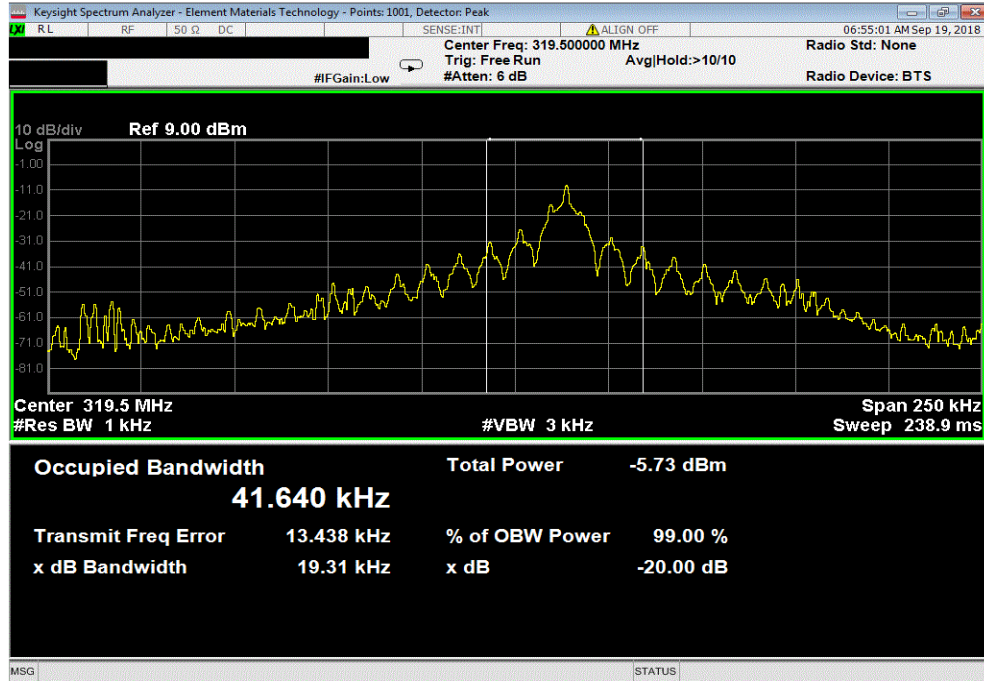 Keysight Spectrum Analyzer - Element Materials Technology - Points: 1001, Detector: Peak
LXI RL RF 50 Ω DC SENSE:INT ALIGN OFF 06:55:01 AM Sep 19, 2018
Center Freq: 319.500000 MHz Radio Std: None
Trig: Free Run Avg|Hold:>10/10
#IFGain:Low #Atten: 6 dB Radio Device: BTS
10 dB/div Ref 9.00 dBm
Log
-1.00
-11.0
-21.0
-31.0
-41.0
-51.0
-61.0
-71.0
-81.0
Center 319.5 MHz Span 250 kHz
#Res BW 1 kHz #VBW 3 kHz Sweep 238.9 ms
Occupied Bandwidth Total Power -5.73 dBm
41.640 kHz
Transmit Freq Error 13.438 kHz % of OBW Power 99.00 %
x dB Bandwidth 19.31 kHz x dB -20.00 dB
MSG STATUS